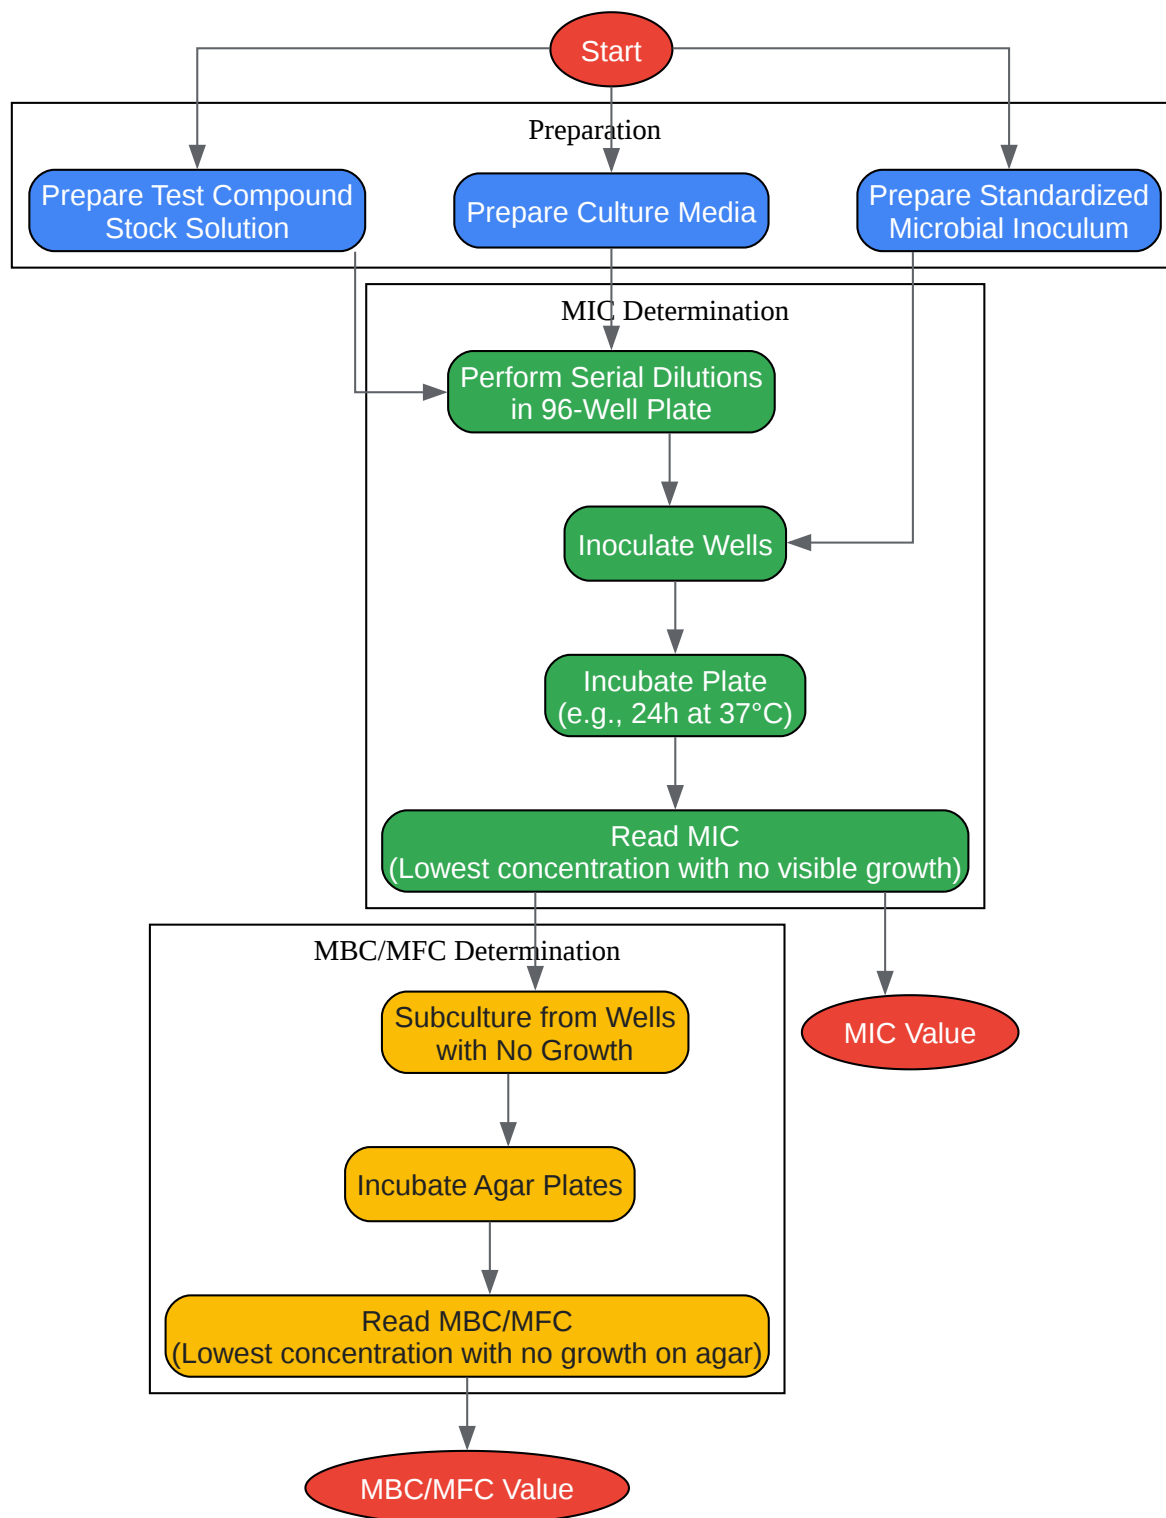 Start
Preparation
Prepare Test Compound
Stock Solution
Prepare Culture Media
Prepare Standardized
Microbial Inoculum
MIC Determination
Perform Serial Dilutions
in 96-Well Plate
Inoculate Wells
Incubate Plate
(e.g., 24h at 37°C)
Read MIC
(Lowest concentration with no visible growth)
MBC/MFC Determination
Subculture from Wells
with No Growth
MIC Value
Incubate Agar Plates
Read MBC/MFC
(Lowest concentration with no growth on agar)
MBC/MFC Value